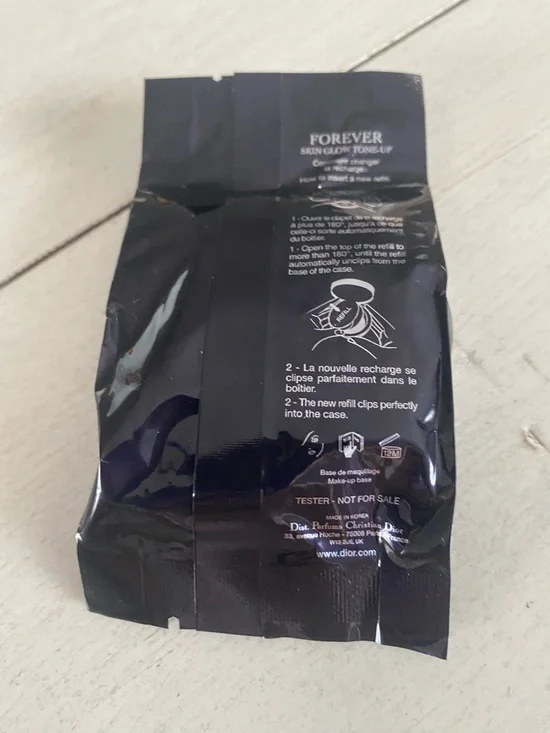 FOREVER
SKIN GLOW TONE-UP
Comment changer
la recharge
How to insert a new refill
1 - Ouvrir le clapet de la recharge
à plus de 180°, jusqu'à ce que
celle-ci sorte automatiquement
du boîtier.
1 - Open the top of the refill to
more than 180°, until the refill
automatically unclips from the
base of the case.
REFILL
2 - La nouvelle recharge se
clipse parfaitement dans le
boîtier.
2 - The new refill clips perfectly
into the case.
12M
Base de maquillage
Make-up base
TESTER - NOT FOR SALE
MADE IN KOREA
Dist. Parfums Christian Dior
33, avenue Hoche - 75008 Paris France
UK
www.dior.com